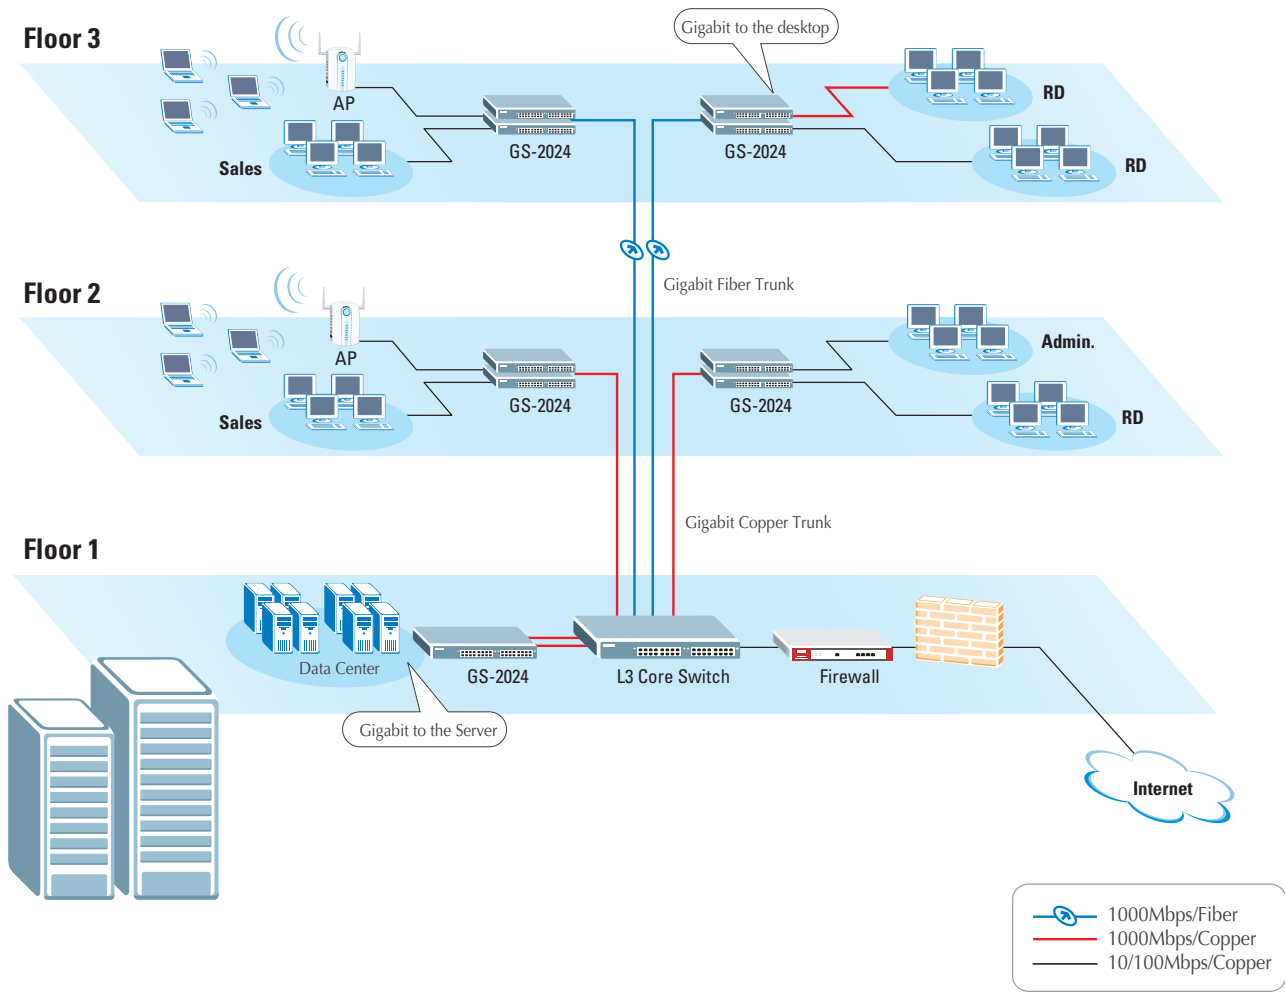 Floor 3
Gigabit to the desktop
AP
RD
GS-2024
GS-2024
Sales
RD
Floor 2
Gigabit Fiber Trunk
AP
Admin.
GS-2024
GS-2024
Sales
RD
Gigabit Copper Trunk
Floor 1
Data Center
GS-2024
L3 Core Switch
Firewall
Gigabit to the Server
Internet
1000Mbps/Fiber
1000Mbps/Copper
10/100Mbps/Copper